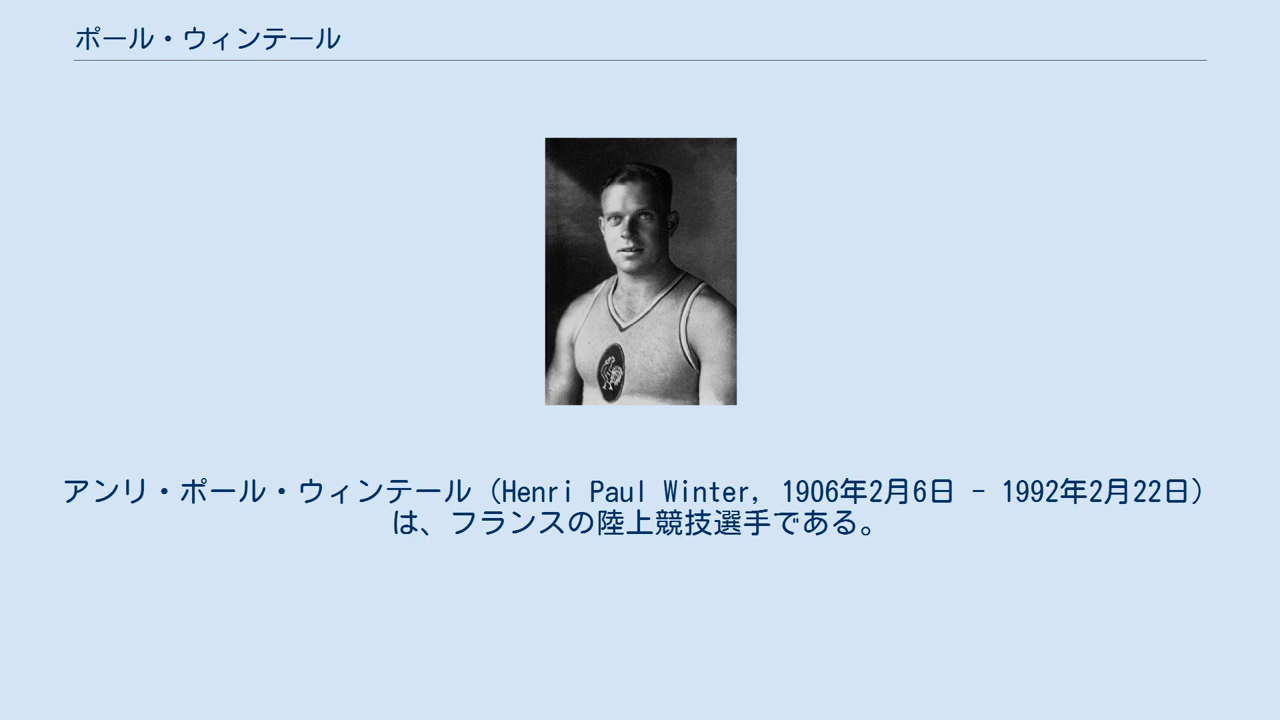 ポール・ウィンテール
アンリ・ポール・ウィンテール（Henri Paul Winter, 1906年2月6日 - 1992年2月22日）
は、フランスの陸上競技選手である。